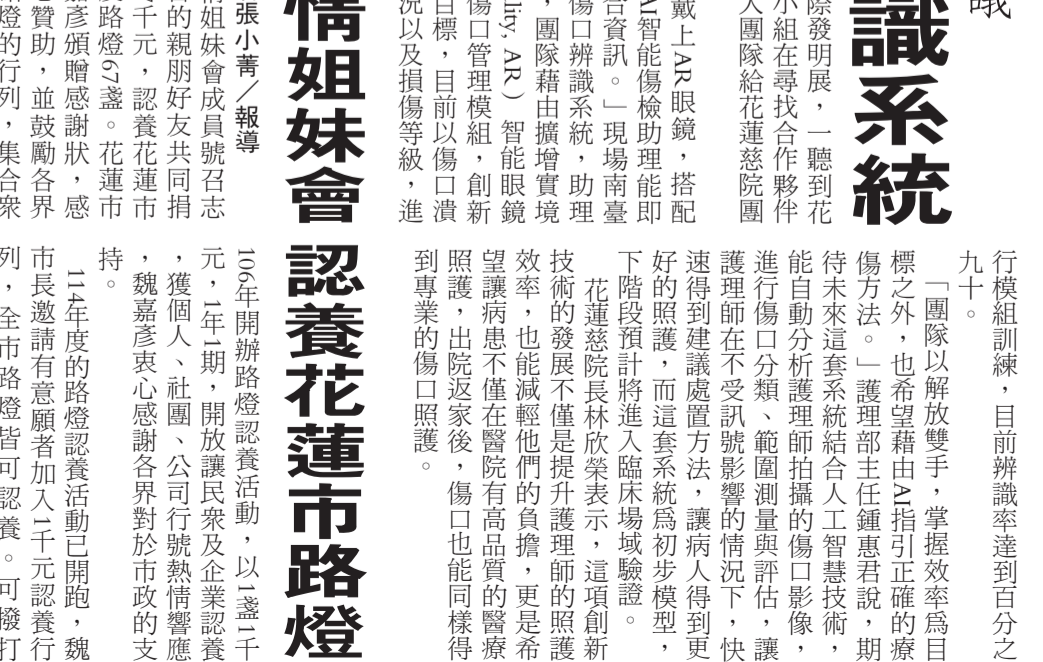 哦
識系統
際發明展，一聽到花
小組在尋找合作夥伴
大團隊給花蓮慈院團
戴上AR眼鏡，搭配
AI智能傷檢助理能即
合資訊。」現場南臺
傷口辨識系統，助理
，團隊藉由擴增實境
lity, AR）智能眼鏡
傷口管理模組，創新
目標，目前以傷口潰
況以及損傷等級，進
行模組訓練，目前辨識率達到百分之
九十。
「團隊以解放雙手，掌握效率為目
標之外，也希望藉由AI指引正確的療
傷方法。」護理部主任鍾惠君說，期
待未來這套系統結合人工智慧技術，
能自動分析護理師拍攝的傷口影像，
進行傷口分類、範圍測量與評估，讓
護理師在不受訊號影響的情況下，快
速得到建議處置方法，讓病人得到更
好的照護，而這套系統爲初步模型，
下階段預計將進入臨床場域驗證。
花蓮慈院長林欣榮表示，這項創新
技術的發展不僅是提升護理師的照護
效率，也能減輕他們的負擔，更是希
望讓病患不僅在醫院有高品質的醫療
照護，出院返家後，傷口也能同樣得
到專業的傷口照護。
情姐妹會 認養花蓮市路燈
張小菁／報導
情姐妹會成員號召志
的親朋好友共同捐
千元，認養花蓮市
路燈67盞。花蓮市
嘉彥頒贈感謝狀，感
贊助，並鼓勵各界
燈的行列，集合衆
106年開辦路燈認養活動，以1盞1千
元，1年1期，開放讓民衆及企業認養
，獲個人、社團、公司行號熱情響應
，魏嘉彥衷心感謝各界對於市政的支
持。
114年度的路燈認養活動已開跑，魏
市長邀請有意願者加入1千元認養行
列，全市路燈皆可認養。可撥打